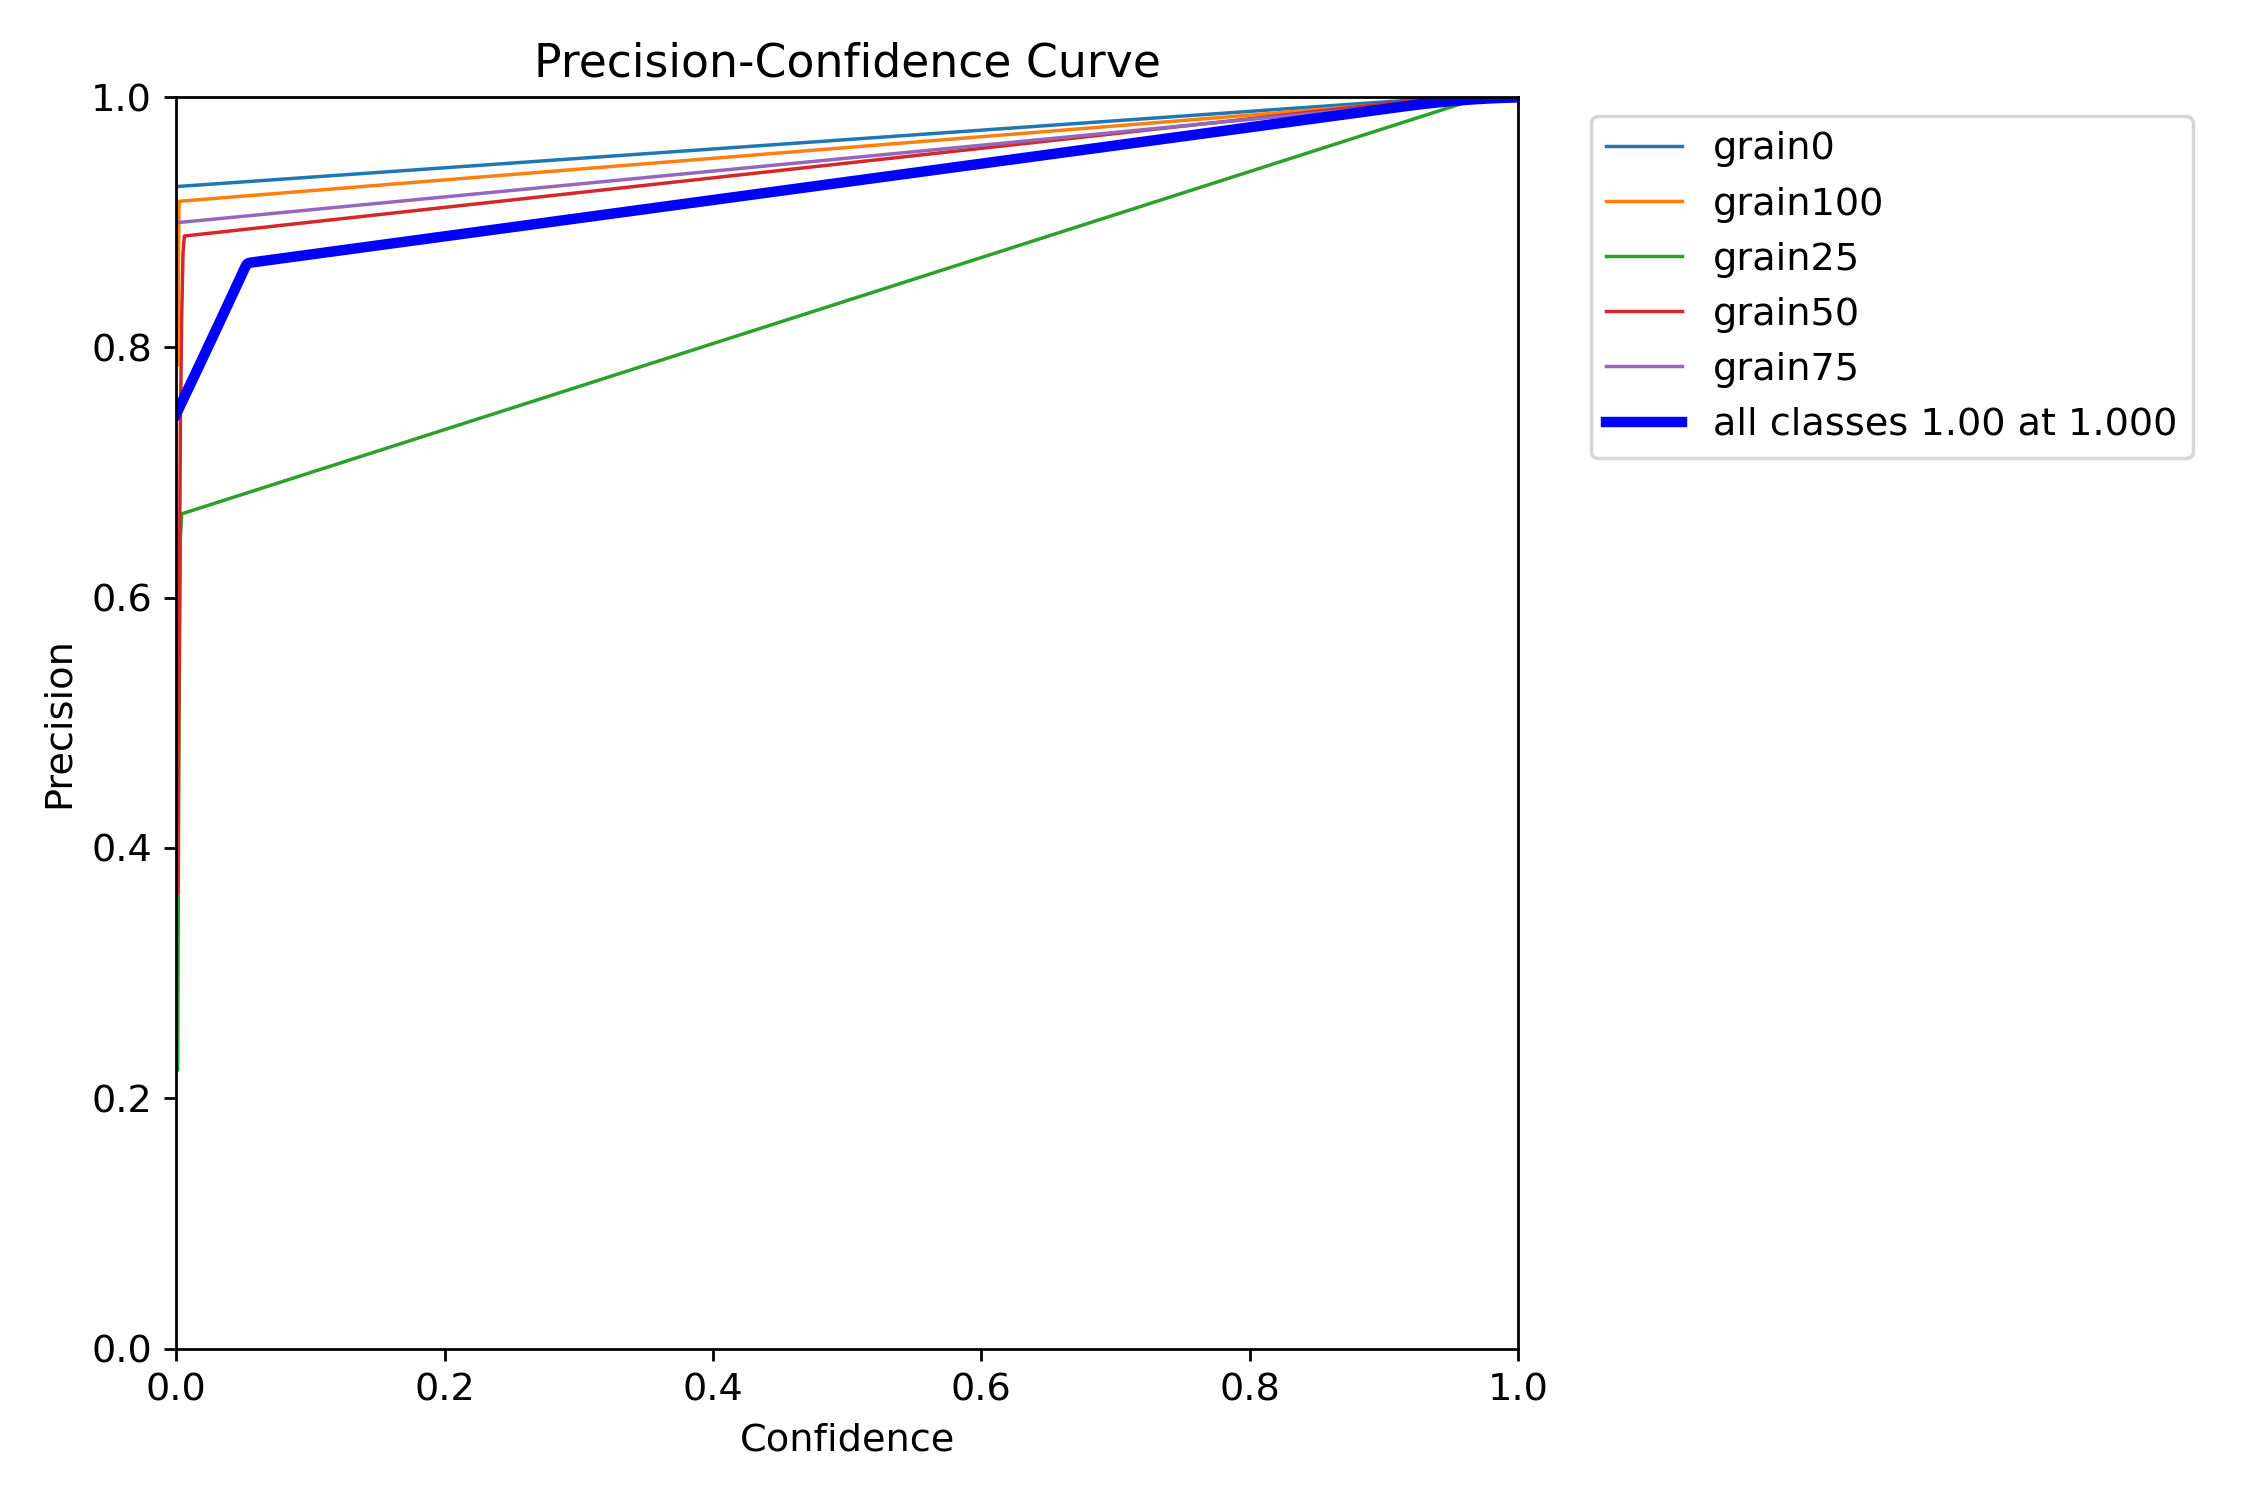 Precision-Confidence Curve
1.0
0.8
0.6
0.4
0.2
0.0
Precision
0.0 0.2 0.4 0.6 0.8 1.0
Confidence
grain0
grain100
grain25
grain50
grain75
all classes 1.00 at 1.000